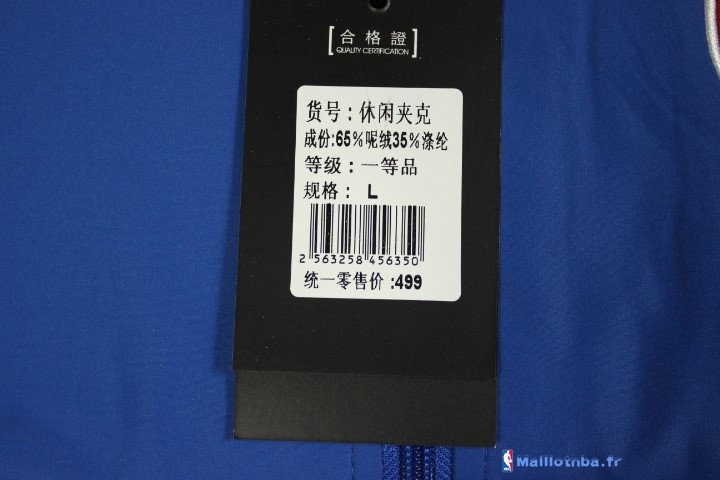 合格證
QUALITY CERTIFICATION
货号：休闲夹克
成份:65%呢绒35%涤纶
等级：一等品
规格：L
2 563258 456350
统一零售价:499
Maillotnba.fr